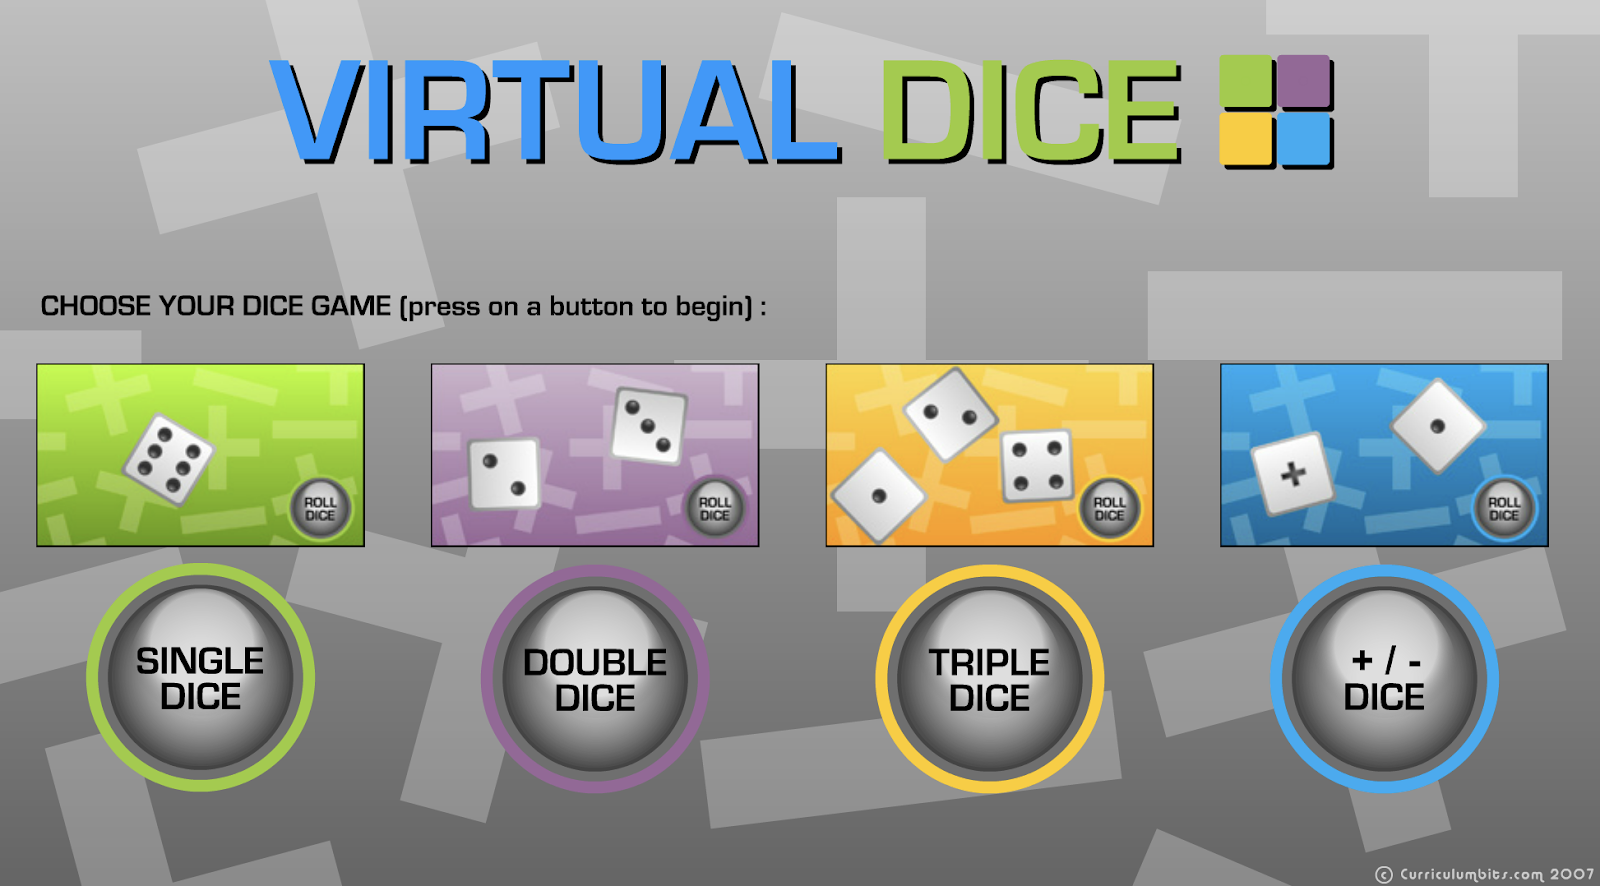 VIRTUAL DICE
CHOOSE YOUR DICE GAME (press on a button to begin) :
ROLL
DICE
ROLL
DICE
ROLL
DICE
ROLL
DICE
SINGLE
DICE
DOUBLE
DICE
TRIPLE
DICE
+ / -
DICE
© Curriculumbits.com 2007